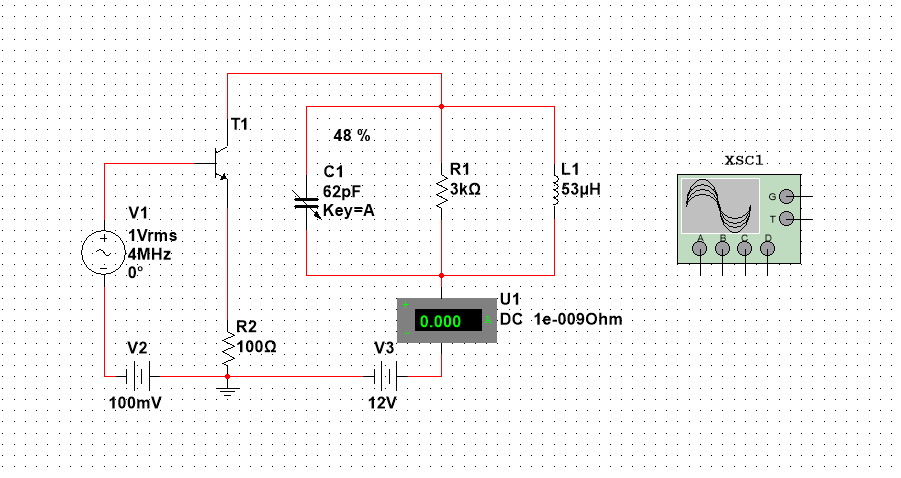 T1
48 %
C1
62pF
Key=A
R1
3kΩ
L1
53µH
XSC1
G
T
A B C D
V1
1Vrms
4MHz
0°
+
U1
0.000 A
DC 1e-009Ohm
R2
100Ω
V2
100mV
V3
12V